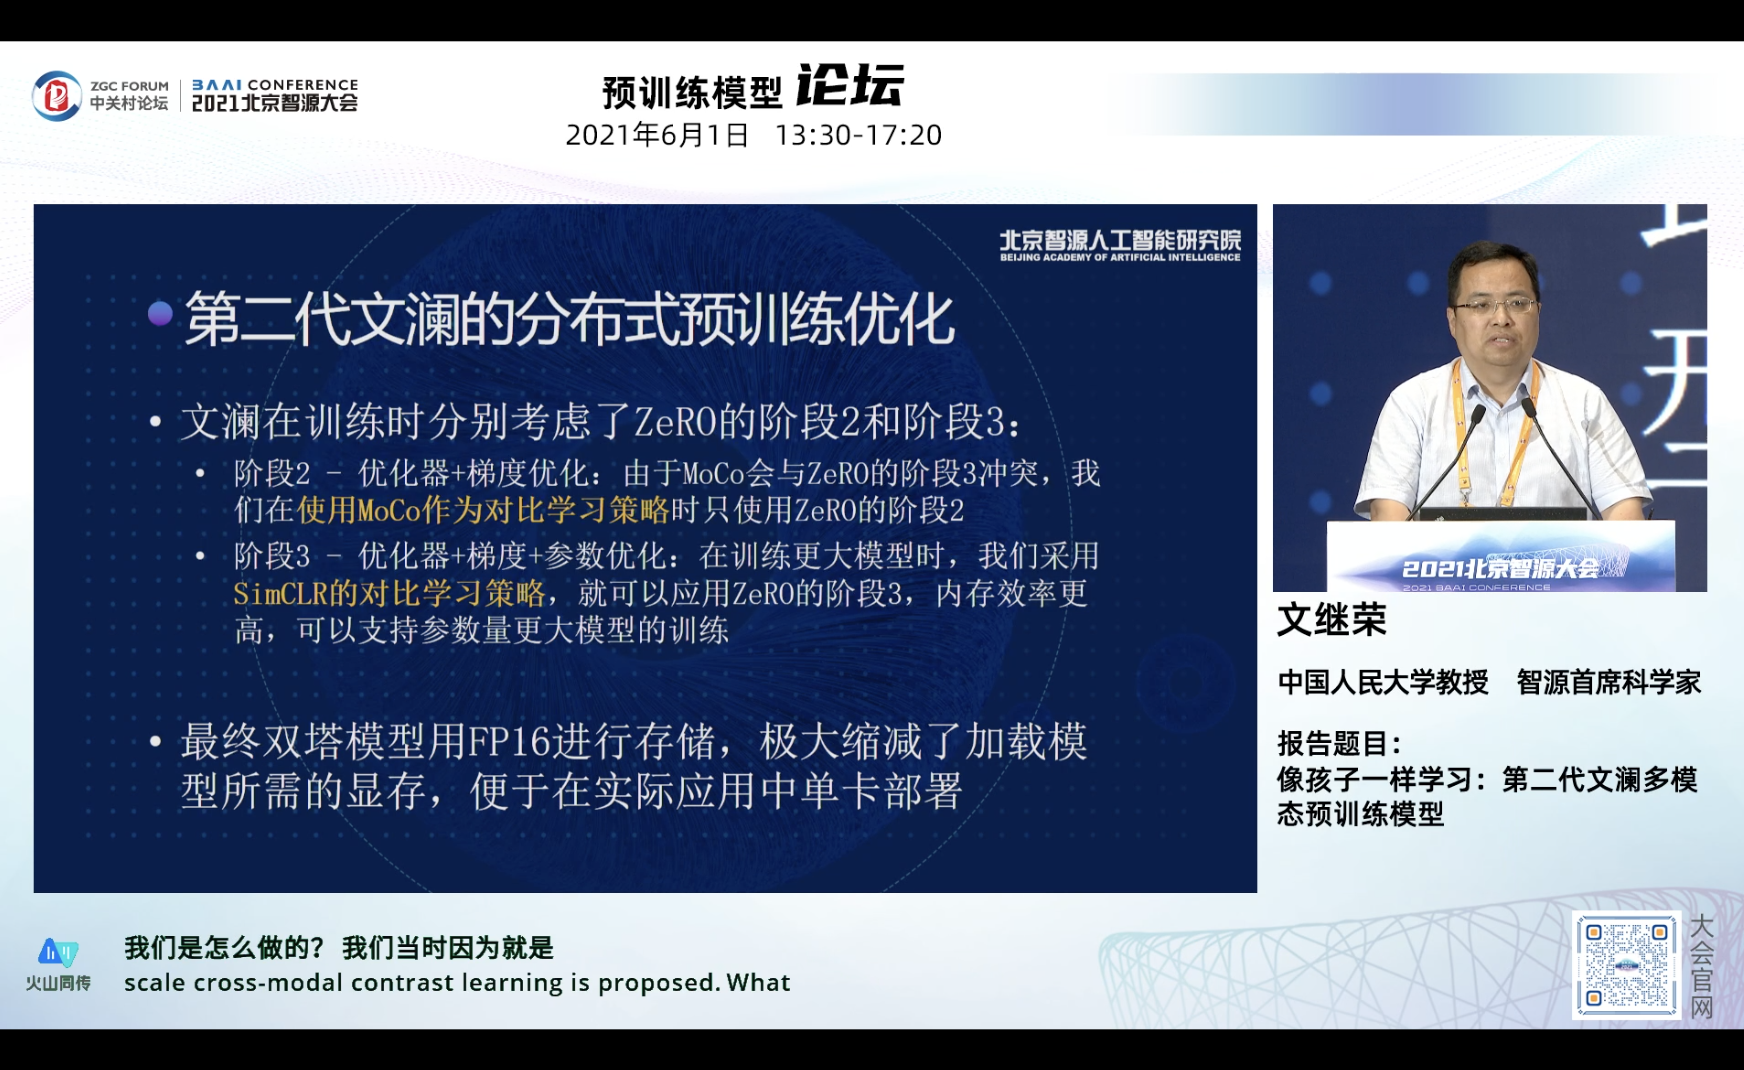 ZGC FORUM
中关村论坛
BAAI CONFERENCE
2021北京智源大会
预训练模型 论坛
2021年6月1日 13:30-17:20
北京智源人工智能研究院
BEIJING ACADEMY OF ARTIFICIAL INTELLIGENCE
第二代文澜的分布式预训练优化
• 文澜在训练时分别考虑了ZeRO的阶段2和阶段3：
• 阶段2 - 优化器+梯度优化：由于MoCo会与ZeRO的阶段3冲突，我
们在使用MoCo作为对比学习策略时只使用ZeRO的阶段2
• 阶段3 - 优化器+梯度+参数优化：在训练更大模型时，我们采用
SimCLR的对比学习策略，就可以应用ZeRO的阶段3，内存效率更
高，可以支持参数量更大模型的训练
• 最终双塔模型用FP16进行存储，极大缩减了加载模
型所需的显存，便于在实际应用中单卡部署
开
2021北京智源大会
2021 BAAI CONFERENCE
文继荣
中国人民大学教授 智源首席科学家
报告题目：
像孩子一样学习：第二代文澜多模
态预训练模型
火山同传
我们是怎么做的？ 我们当时因为就是
scale cross-modal contrast learning is proposed. What
大会官网